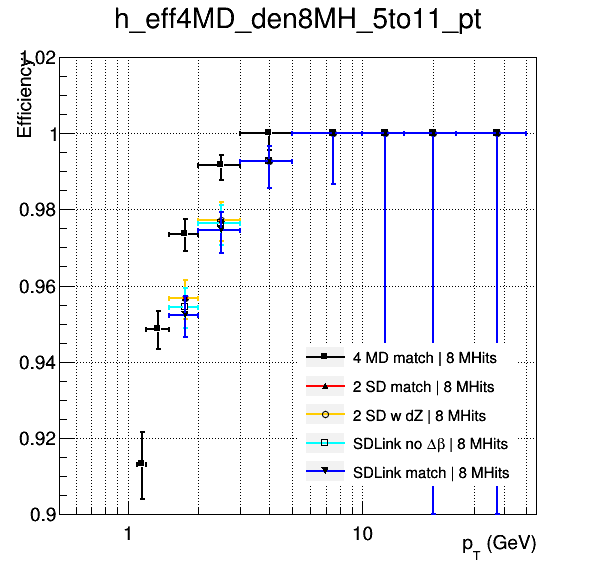 h_eff4MD_den8MH_5to11_pt
Efficiency
1.02
1
0.98
0.96
0.94
0.92
0.9
4 MD match | 8 MHits
2 SD match | 8 MHits
2 SD w dZ | 8 MHits
SDLink no Δβ | 8 MHits
SDLink match | 8 MHits
1
10
p_T (GeV)